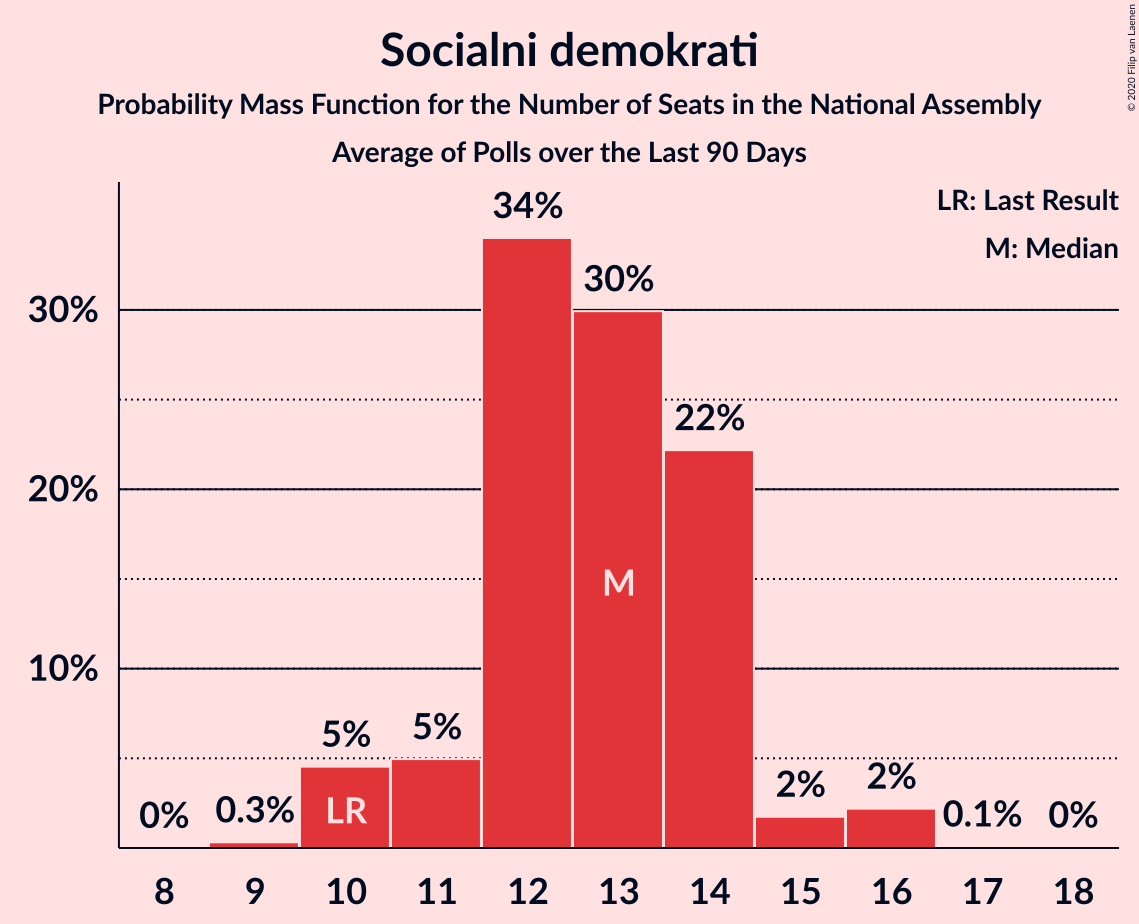 Socialni demokrati
Probability Mass Function for the Number of Seats in the National Assembly
Average of Polls over the Last 90 Days
© 2020 Filip van Laenen
LR: Last Result
M: Median
34%
30%
30%
22%
20%
M
10%
5%
5%
2%
2%
0%
0.3%
LR
0.1%
0%
8 9 10 11 12 13 14 15 16 17 18